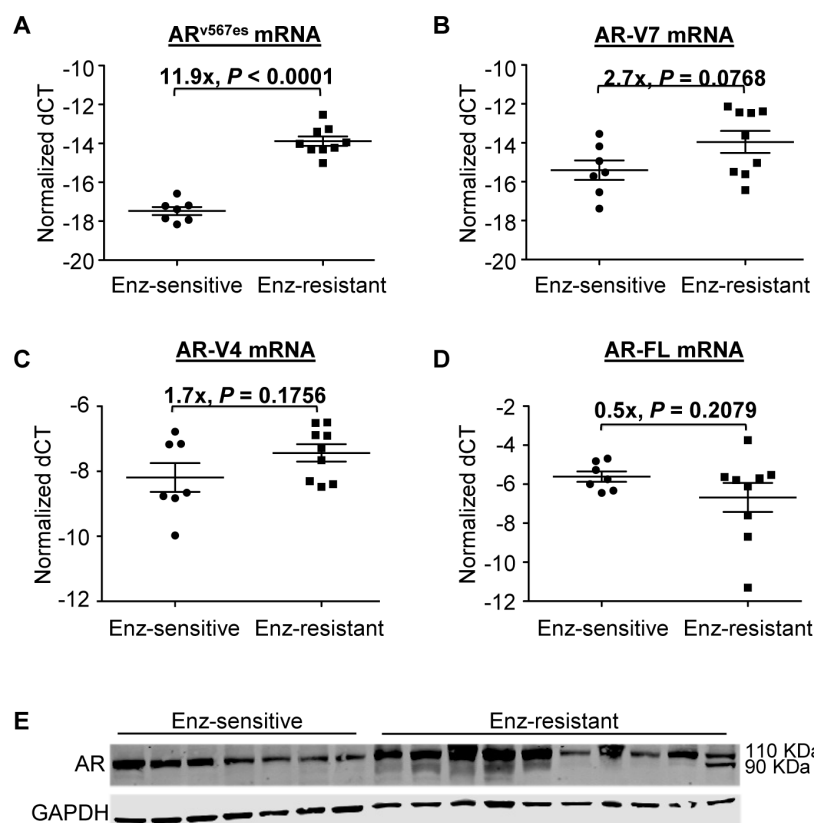 A
ARv567es mRNA
11.9x, P < 0.0001
Normalized dCT
-10
-12
-14
-16
-18
-20
Enz-sensitive
Enz-resistant
B
AR-V7 mRNA
2.7x, P = 0.0768
Normalized dCT
-10
-12
-14
-16
-18
-20
Enz-sensitive
Enz-resistant
C
AR-V4 mRNA
1.7x, P = 0.1756
Normalized dCT
-6
-8
-10
-12
Enz-sensitive
Enz-resistant
D
AR-FL mRNA
0.5x, P = 0.2079
Normalized dCT
-2
-4
-6
-8
-10
-12
Enz-sensitive
Enz-resistant
E
Enz-sensitive
Enz-resistant
AR
110 KDa
90 KDa
GAPDH